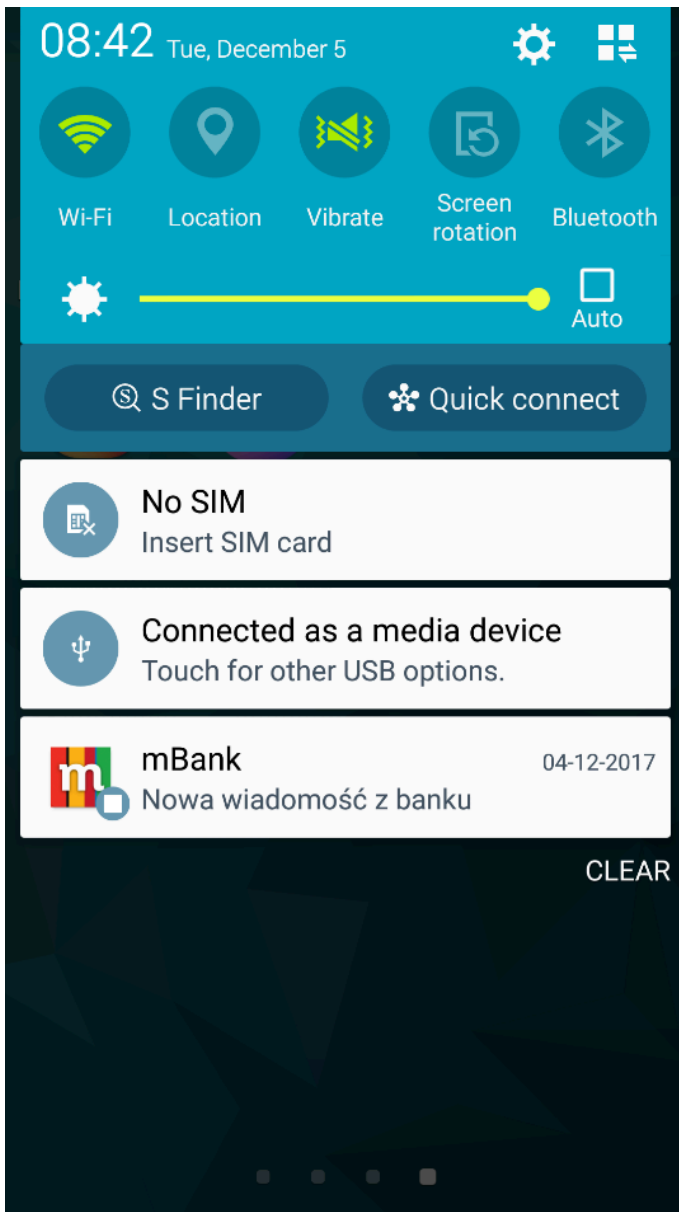 08:42 Tue, December 5
Wi-Fi
Location
Vibrate
Screen
rotation
Bluetooth
Auto
S Finder
Quick connect
No SIM
Insert SIM card
Connected as a media device
Touch for other USB options.
m
mBank 04-12-2017
Nowa wiadomość z banku
CLEAR